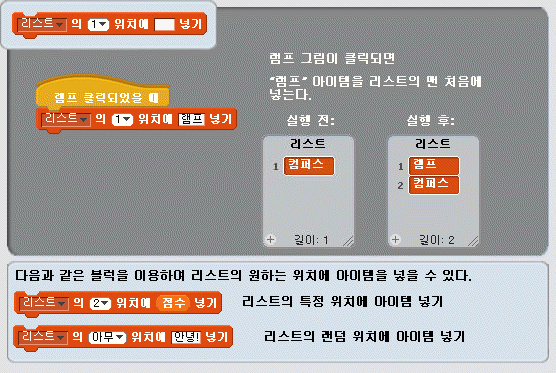 리스트 의 1 위치에 넣기
램프 그림이 클릭되면
"램프" 아이템을 리스트의 맨 처음에
넣는다.
램프 클릭되었을 때
리스트 의 1 위치에 램프 넣기
실행 전: 실행 후:
리스트 리스트
1 컴퍼스 1 램프
2 컴퍼스
+ 길이: 1 + 길이: 2
다음과 같은 블럭을 이용하여 리스트의 원하는 위치에 아이템을 넣을 수 있다.
리스트 의 2 위치에 점수 넣기 리스트의 특정 위치에 아이템 넣기
리스트 의 아무 위치에 안녕! 넣기 리스트의 랜덤 위치에 아이템 넣기